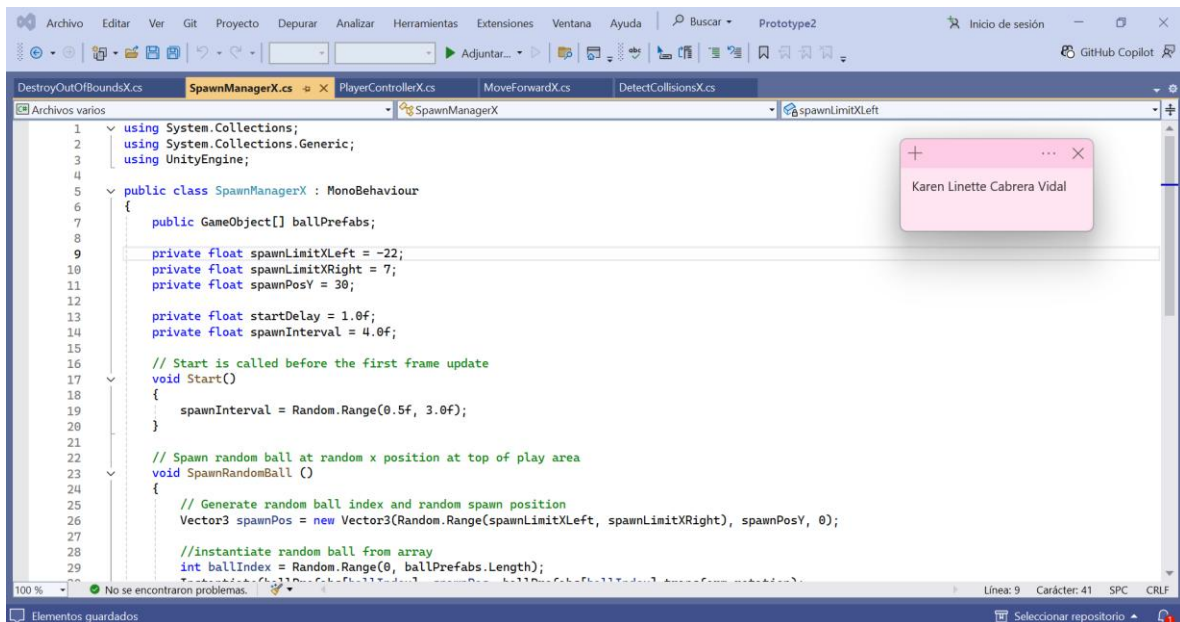 Archivo Editar Ver Git Proyecto Depurar Analizar Herramientas Extensiones Ventana Ayuda Buscar Prototype2 Inicio de sesión
Adjuntar... GitHub Copilot
DestroyOutOfBoundsX.cs SpawnManagerX.cs PlayerControllerX.cs MoveForwardX.cs DetectCollisionsX.cs
Archivos varios SpawnManagerX spawnLimitXLeft
1 using System.Collections;
2 using System.Collections.Generic;
3 using UnityEngine;
4
5 public class SpawnManagerX : MonoBehaviour
6 {
7 public GameObject[] ballPrefabs;
8
9 private float spawnLimitXLeft = -22;
10 private float spawnLimitXRight = 7;
11 private float spawnPosY = 30;
12
13 private float startDelay = 1.0f;
14 private float spawnInterval = 4.0f;
15
16 // Start is called before the first frame update
17 void Start()
18 {
19 spawnInterval = Random.Range(0.5f, 3.0f);
20 }
21
22 // Spawn random ball at random x position at top of play area
23 void SpawnRandomBall ()
24 {
25 // Generate random ball index and random spawn position
26 Vector3 spawnPos = new Vector3(Random.Range(spawnLimitXLeft, spawnLimitXRight), spawnPosY, 0);
27
28 //instantiate random ball from array
29 int ballIndex = Random.Range(0, ballPrefabs.Length);
Karen Linette Cabrera Vidal
100 % No se encontraron problemas. Línea: 9 Carácter: 41 SPC CRLF
Elementos guardados Seleccionar repositorio